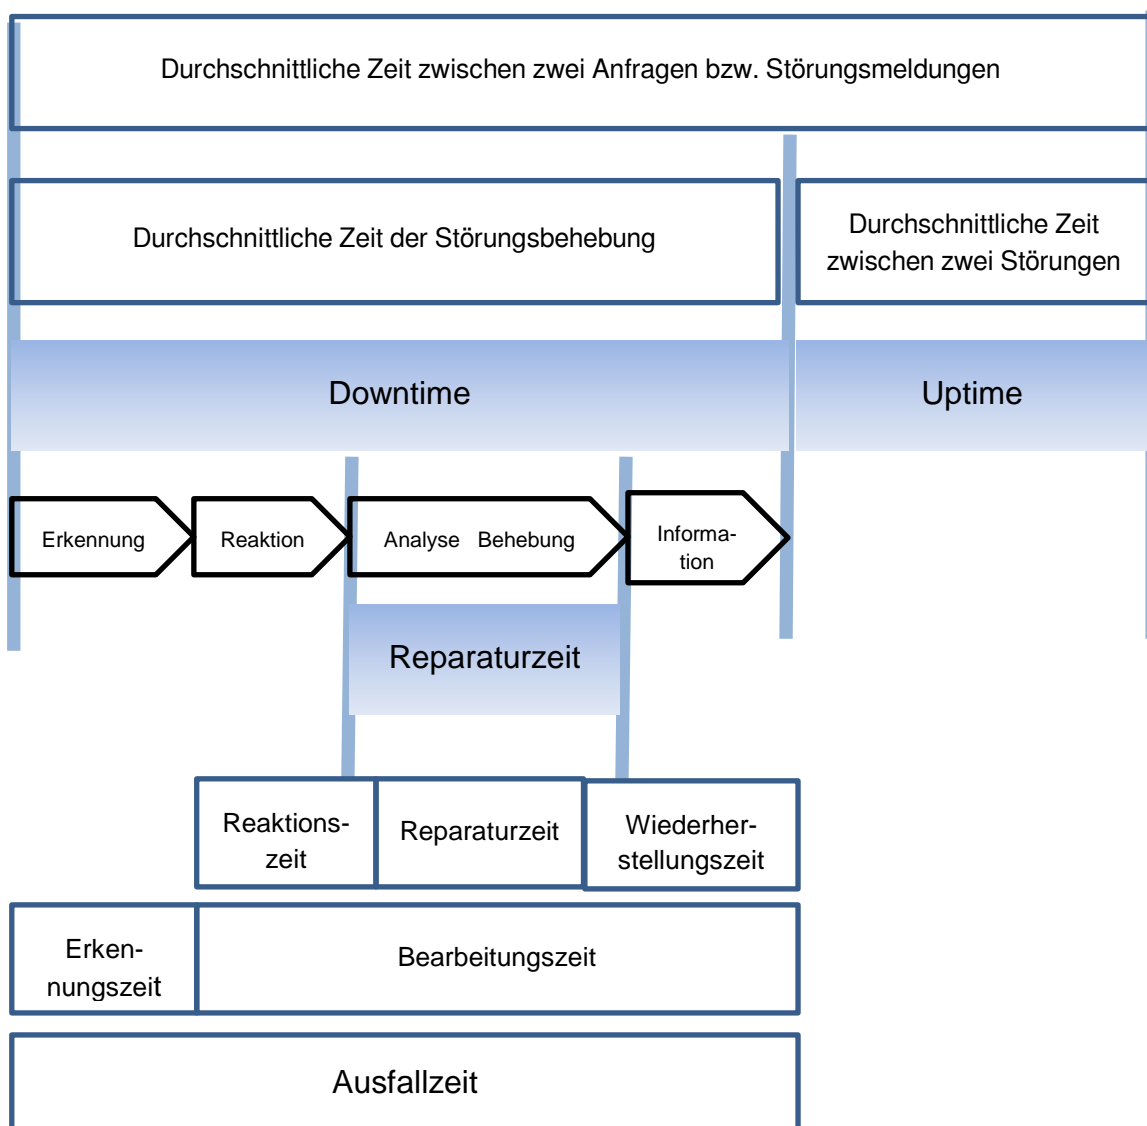 Durchschnittliche Zeit zwischen zwei Anfragen bzw. Störungsmeldungen
Durchschnittliche Zeit der Störungsbehebung
Durchschnittliche Zeit
zwischen zwei Störungen
Downtime
Uptime
Erkennung
Reaktion
Analyse Behebung
Informa-
tion
Reparaturzeit
Reaktions-
zeit
Reparaturzeit
Wiederher-
stellungszeit
Erken-
nungszeit
Bearbeitungszeit
Ausfallzeit